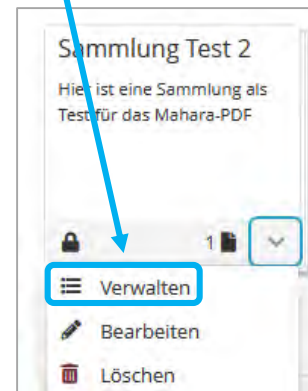 Sammlung Test 2
Hier ist eine Sammlung als
Test für das Mahara-PDF
1
Verwalten
Bearbeiten
Löschen